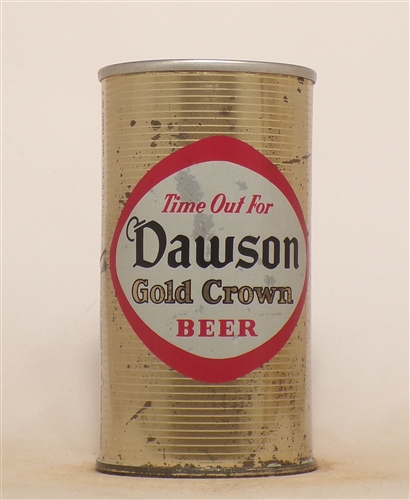 Time Out For
Dawson
Gold Crown
BEER